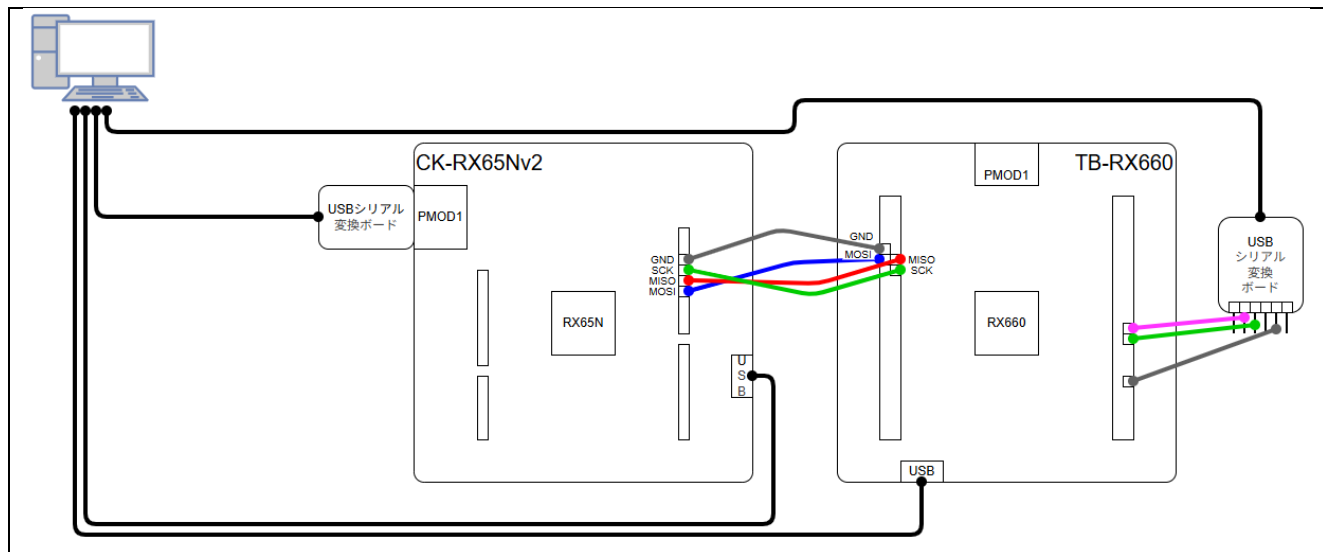 CK-RX65Nv2
USBシリアル
変換ボード
PMOD1
GND
SCK
MISO
MOSI
RX65N
U
S
B
TB-RX660
PMOD1
GND
MOSI
MISO
SCK
RX660
USB
USB
シリアル
変換
ボード